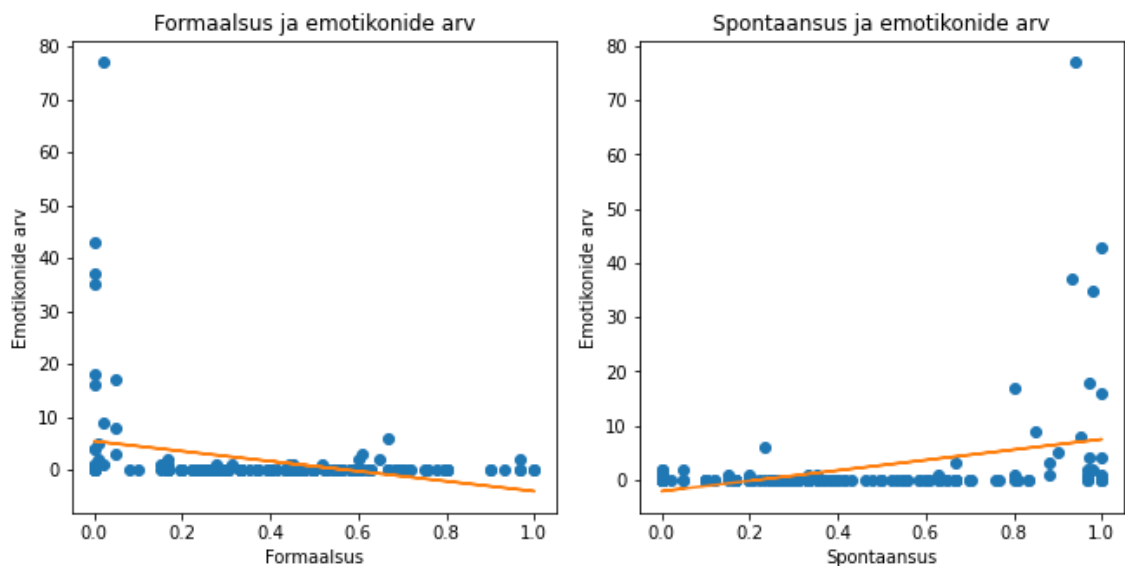 Formaalsus ja emotikonide arv
Emotikonide arv
80
70
60
50
40
30
20
10
0
0.0 0.2 0.4 0.6 0.8 1.0
Formaalsus
Spontaansus ja emotikonide arv
Emotikonide arv
80
70
60
50
40
30
20
10
0
0.0 0.2 0.4 0.6 0.8 1.0
Spontaansus